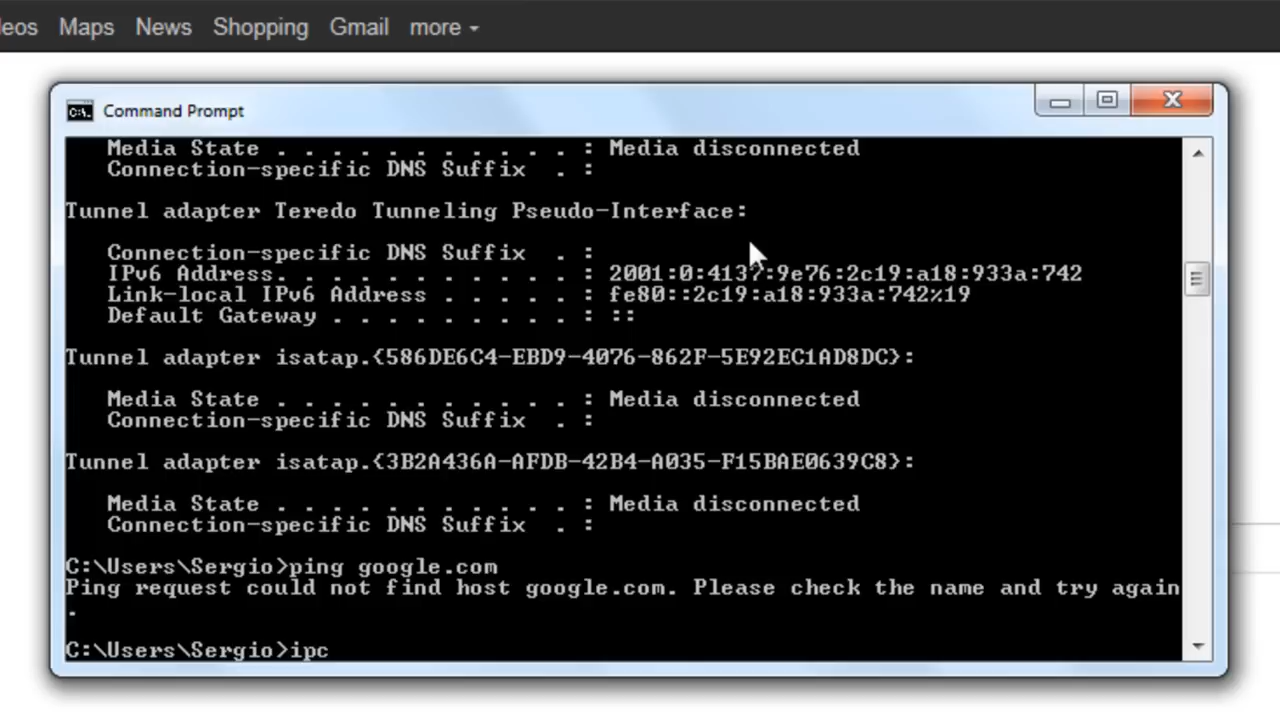 eos Maps News Shopping Gmail more
C:\. Command Prompt
Media State . . . . . . . . . . . : Media disconnected
Connection-specific DNS Suffix . :
Tunnel adapter Teredo Tunneling Pseudo-Interface:
Connection-specific DNS Suffix . :
IPv6 Address. . . . . . . . . . . : 2001:0:4137:9e76:2c19:a18:933a:742
Link-local IPv6 Address . . . . . : fe80::2c19:a18:933a:742%19
Default Gateway . . . . . . . . . : ::
Tunnel adapter isatap.{586DE6C4-EBD9-4076-862F-5E92EC1AD8DC}:
Media State . . . . . . . . . . . : Media disconnected
Connection-specific DNS Suffix . :
Tunnel adapter isatap.{3B2A436A-AFDB-42B4-A035-F15BAE0639C8}:
Media State . . . . . . . . . . . : Media disconnected
Connection-specific DNS Suffix . :
C:\Users\Sergio>ping google.com
Ping request could not find host google.com. Please check the name and try again
.
C:\Users\Sergio>ipc